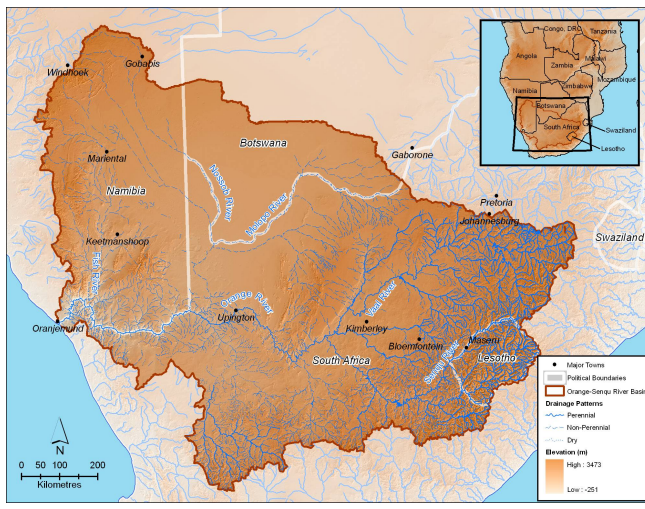 Congo, DRC
Tanzania
Angola
Malawi
Zambia
Mozambique
Zimbabwe
Namibia
Botswana
South Africa
Swaziland
Lesotho
Windhoek
Gobabis
Botswana
Gaborone
Mariental
Nossob River
Molopo River
Namibia
Pretoria
Johannesburg
Swaziland
Keetmanshoop
Fish River
Orange River
Vaal River
Oranjemund
Upington
Kimberley
Bloemfontein
Maseru
Senqu River
Lesotho
South Africa
N
0 50 100 200
Kilometres
Major Towns
Political Boundaries
Orange-Senqu River Basin
Drainage Patterns
Perennial
Non-Perennial
Dry
Elevation (m)
High : 3473
Low : -251